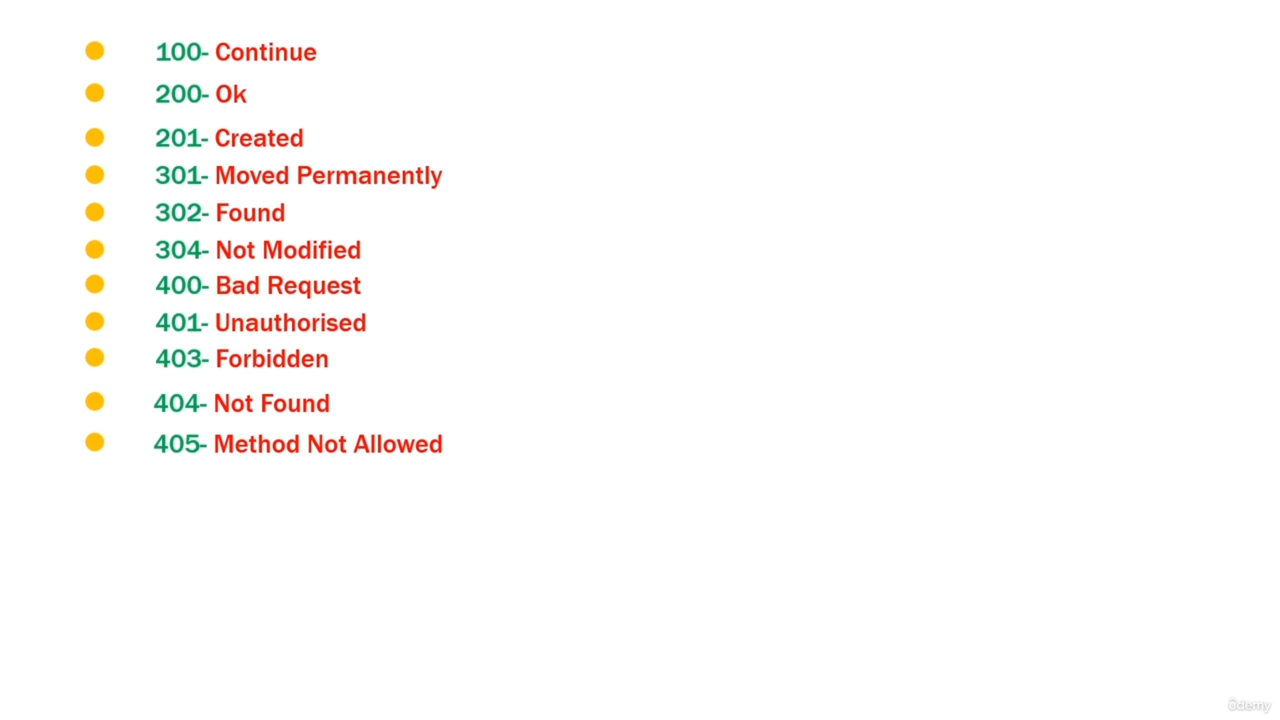 100- Continue
200- Ok
201- Created
301- Moved Permanently
302- Found
304- Not Modified
400- Bad Request
401- Unauthorised
403- Forbidden
404- Not Found
405- Method Not Allowed
ûdemy